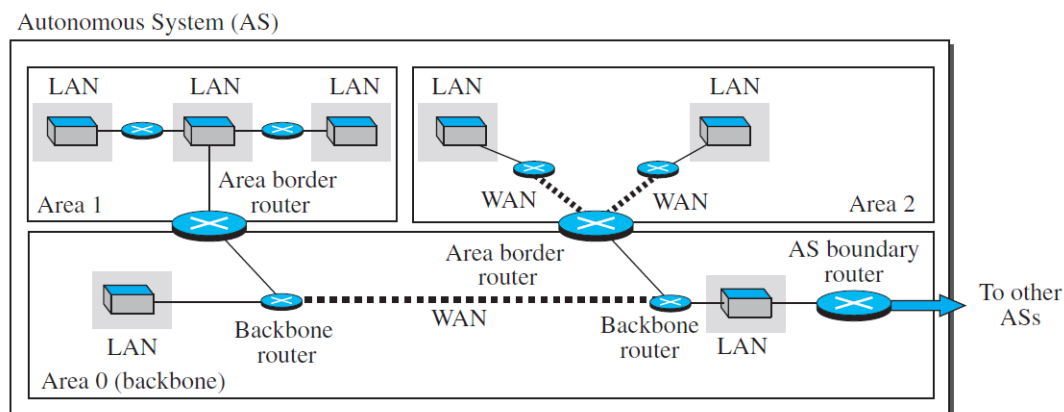 Autonomous System (AS)
LAN
LAN
LAN
Area border
router
Area 1
LAN
LAN
WAN
WAN
Area 2
Area border
router
AS boundary
router
To other
ASs
LAN
Backbone
router
WAN
Backbone
router
LAN
Area 0 (backbone)